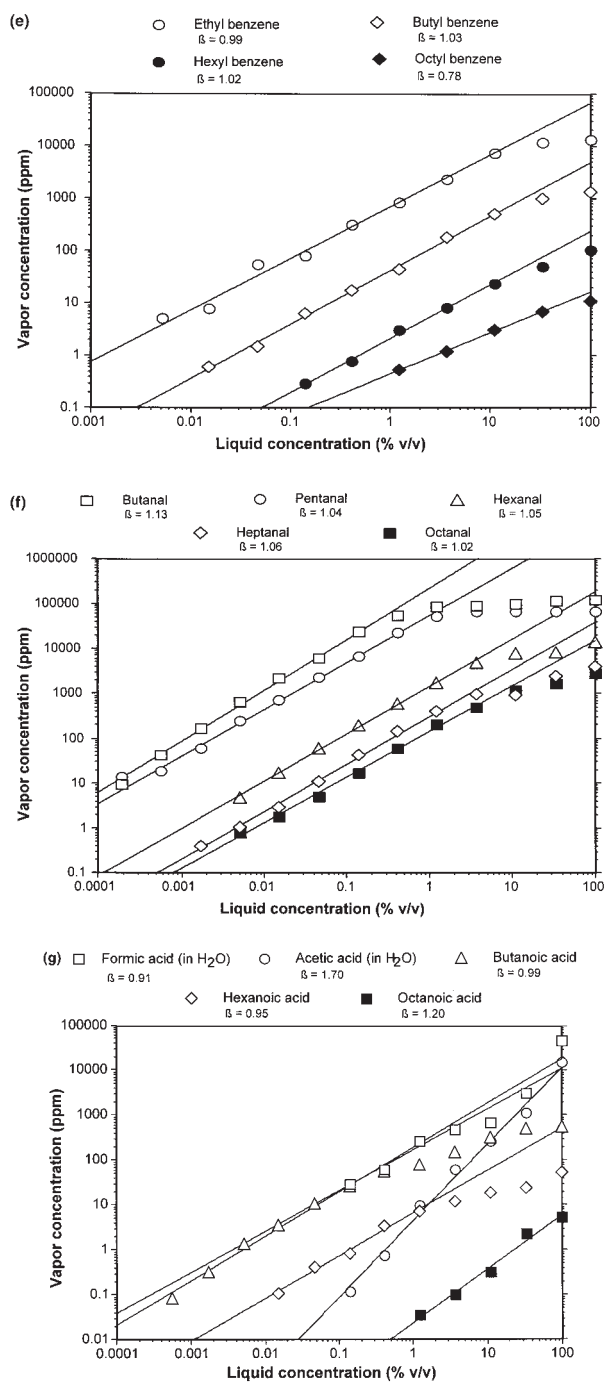 (e)
Ethyl benzene Butyl benzene
ß = 0.99 ß = 1.03
Hexyl benzene Octyl benzene
ß = 1.02 ß = 0.78
100000
10000
1000
100
10
1
0.1
Vapor concentration (ppm)
0.001 0.01 0.1 1 10 100
Liquid concentration (% v/v)
(f)
Butanal Pentanal Hexanal
ß = 1.13 ß = 1.04 ß = 1.05
Heptanal Octanal
ß = 1.06 ß = 1.02
1000000
100000
10000
1000
100
10
1
0.1
Vapor concentration (ppm)
0.0001 0.001 0.01 0.1 1 10 100
Liquid concentration (% v/v)
(g) Formic acid (in H2O) Acetic acid (in H2O) Butanoic acid
ß = 0.91 ß = 1.70 ß = 0.99
Hexanoic acid Octanoic acid
ß = 0.95 ß = 1.20
100000
10000
1000
100
10
1
0.1
0.01
Vapor concentration (ppm)
0.0001 0.001 0.01 0.1 1 10 100
Liquid concentration (% v/v)